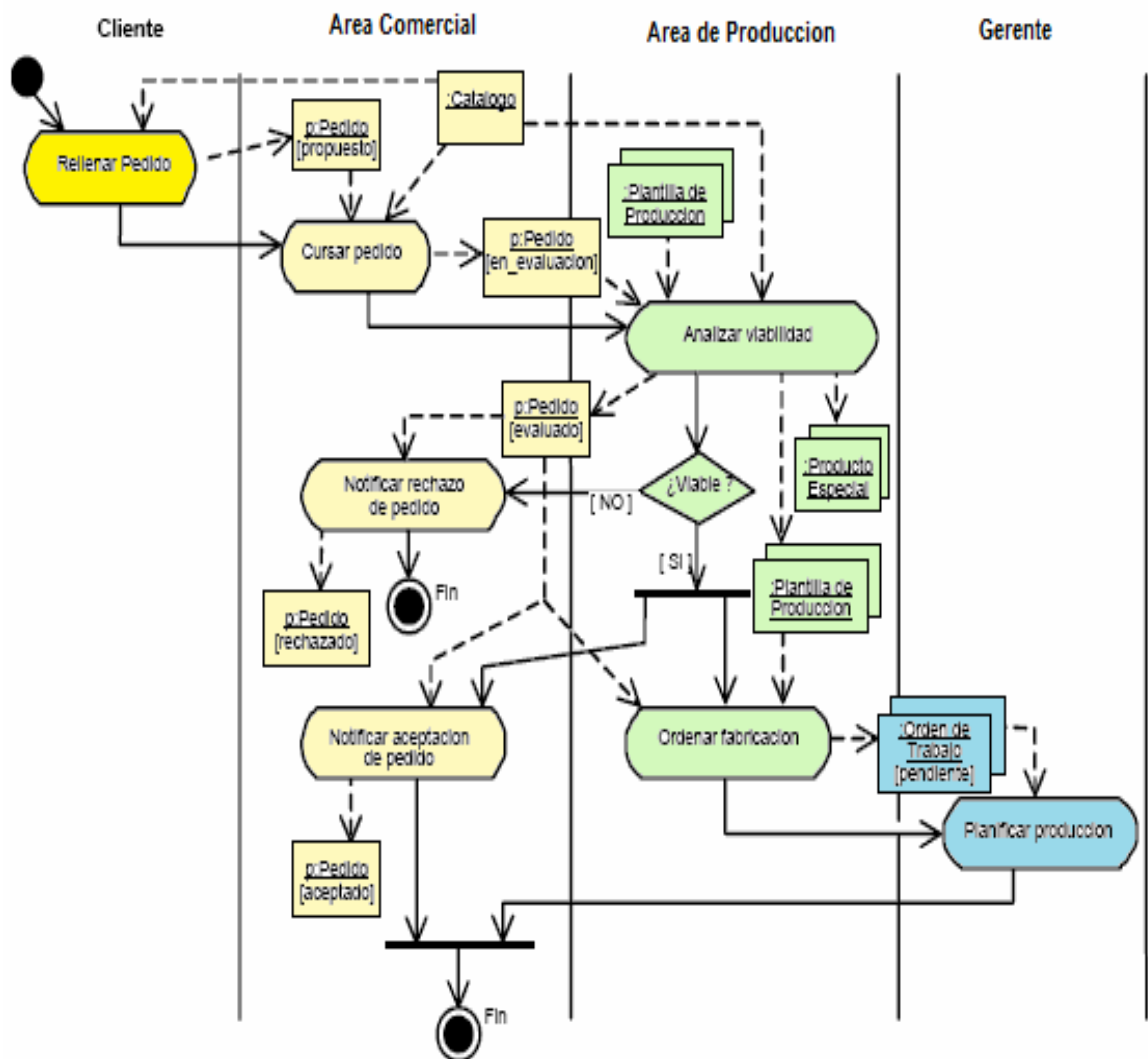 Cliente
Area Comercial
Area de Produccion
Gerente
:Catalogo
p:Pedido
[propuesto]
Rellenar Pedido
:Plantilla de
Produccion
Cursar pedido
p:Pedido
[en_evaluacion]
Analizar viabilidad
p:Pedido
[evaluado]
:Producto
Especial
Notificar rechazo
de pedido
[ NO ]
¿Viable ?
[ SI ]
Fin
p:Pedido
[rechazado]
:Plantilla de
Produccion
Notificar aceptacion
de pedido
Ordenar fabricacion
:Orden de
Trabajo
[pendiente]
Planificar produccion
p:Pedido
[aceptado]
Fin